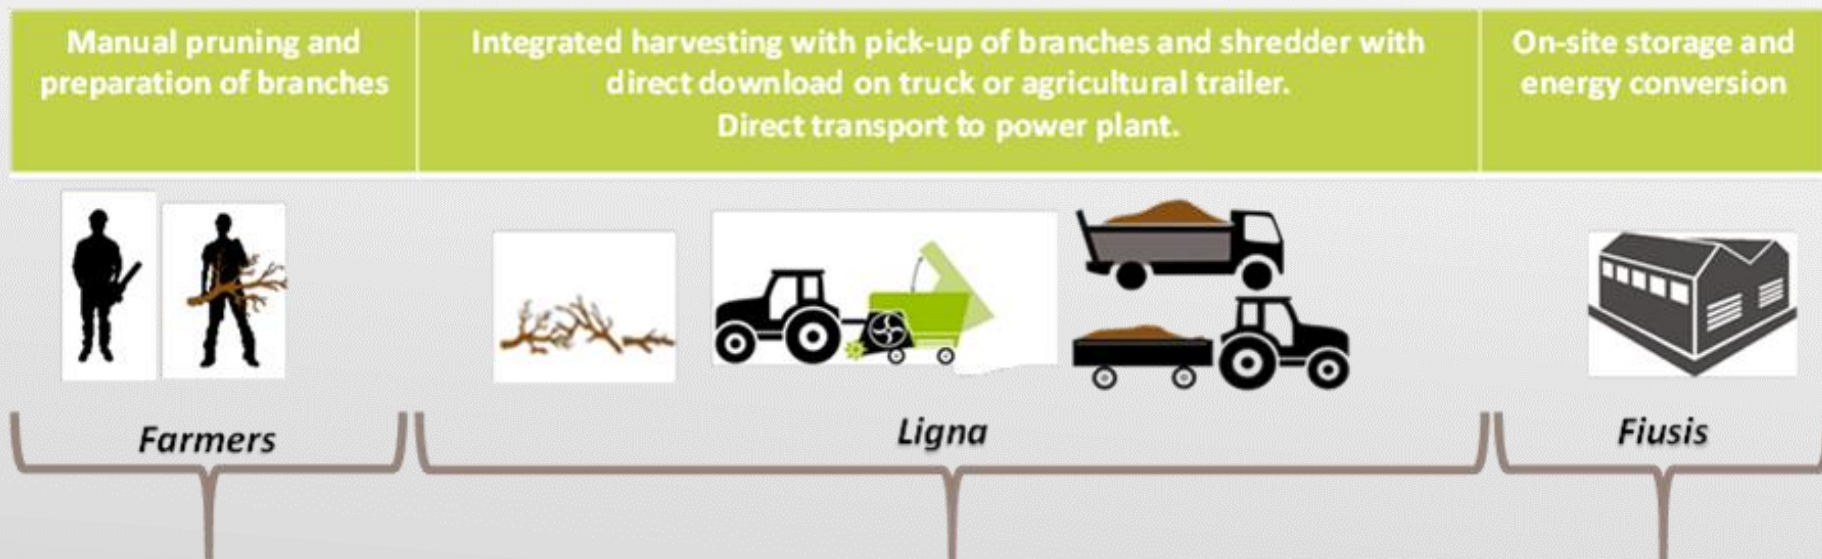 Manual pruning and
preparation of branches
Integrated harvesting with pick-up of branches and shredder with
direct download on truck or agricultural trailer.
Direct transport to power plant.
On-site storage and
energy conversion
Farmers
Ligna
Fiusis